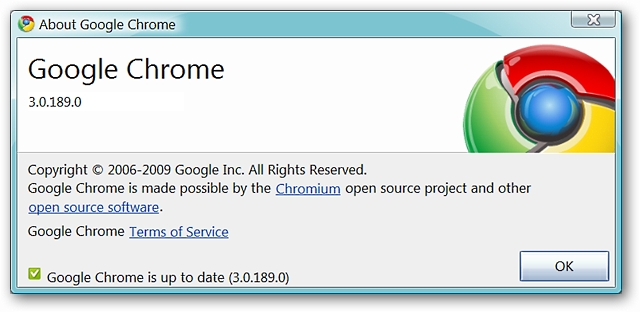 About Google Chrome
Google Chrome
3.0.189.0
Copyright © 2006-2009 Google Inc. All Rights Reserved.
Google Chrome is made possible by the Chromium open source project and other
open source software.
Google Chrome Terms of Service
Google Chrome is up to date (3.0.189.0)
OK